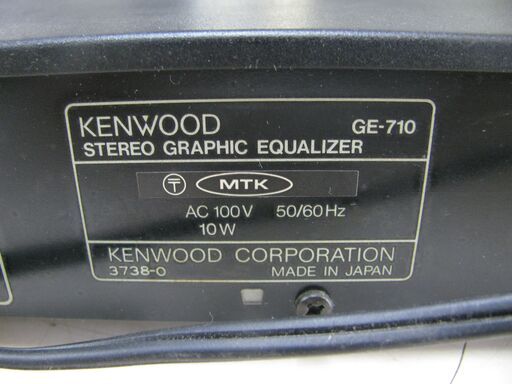 KENWOOD GE-710
STEREO GRAPHIC EQUALIZER
〒 MTK
AC 100V 50/60Hz
10W
KENWOOD CORPORATION
3738-0 MADE IN JAPAN